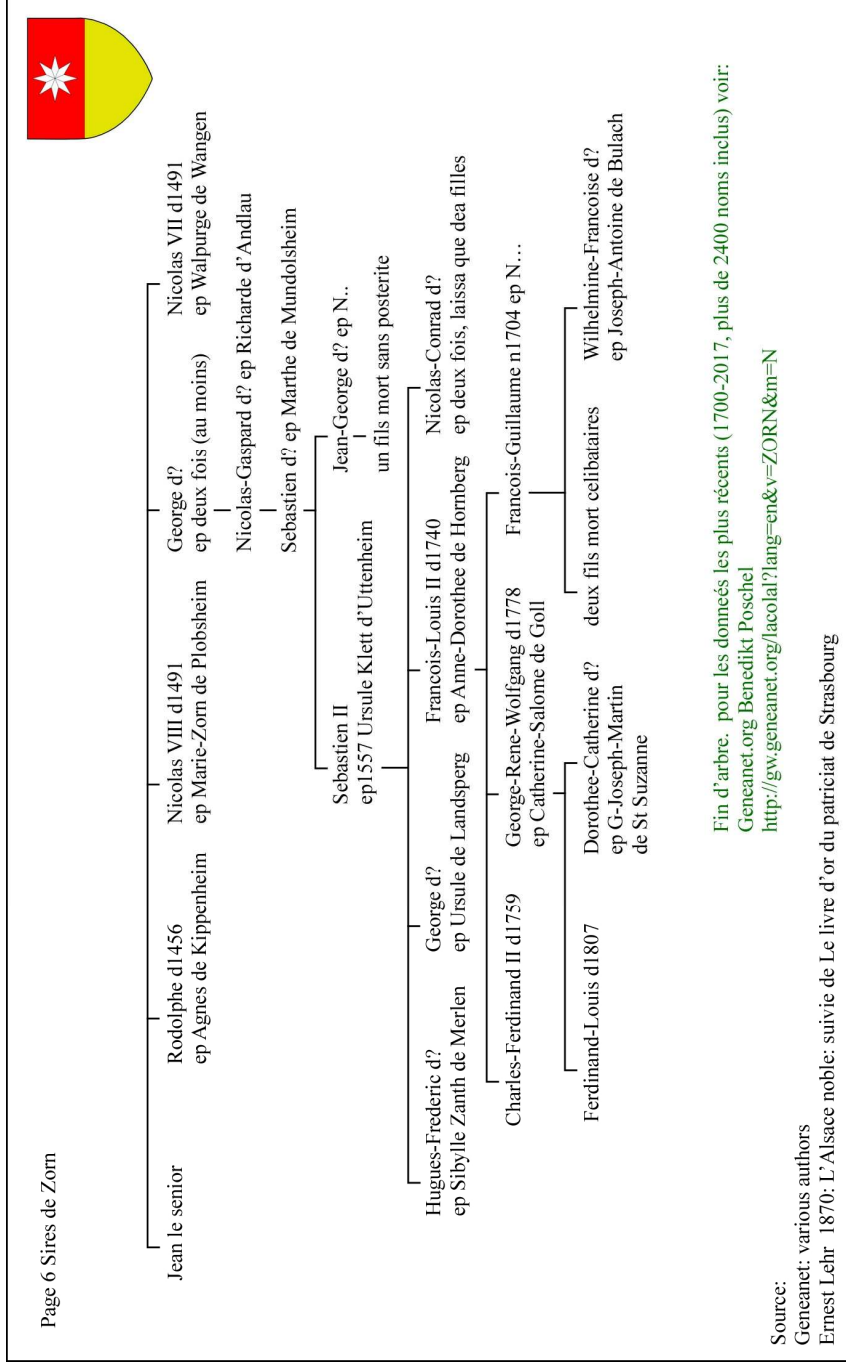 Page 6 Sires de Zorn
Jean le senior
Rodolphe d1456
ep Agnes de Kippenheim
Nicolas VIII d1491
ep Marie-Zorn de Plobsheim
George d?
ep deux fois (au moins)
Nicolas VII d1491
ep Walpurge de Wangen
Nicolas-Gaspard d? ep Richarde d'Andlau
Sebastien d? ep Marthe de Mundolsheim
Sebastien II
ep1557 Ursule Klett d'Uttenheim
Jean-George d? ep N..
un fils mort sans posterite
Hugues-Frederic d?
ep Sibylle Zanth de Merlen
George d?
ep Ursule de Landsperg
Francois-Louis II d1740
ep Anne-Dorothee de Hornberg
Nicolas-Conrad d?
ep deux fois, laissa que dea filles
Charles-Ferdinand II d1759
George-Rene-Wolfgang d1778
ep Catherine-Salome de Goll
Francois-Guillaume n1704 ep N…
Ferdinand-Louis d1807
Dorothee-Catherine d?
ep G-Joseph-Martin
de St Suzanne
deux fils mort celibataires
Wilhelmine-Francoise d?
ep Joseph-Antoine de Bulach
Fin d'arbre. pour les donneés les plus récents (1700-2017, plus de 2400 noms inclus) voir:
Geneanet.org Benedikt Poschel
http://gw.geneanet.org/lacolal?lang=en&v=ZORN&m=N
Source:
Geneanet: various authors
Ernest Lehr 1870: L'Alsace noble: suivie de Le livre d'or du patriciat de Strasbourg